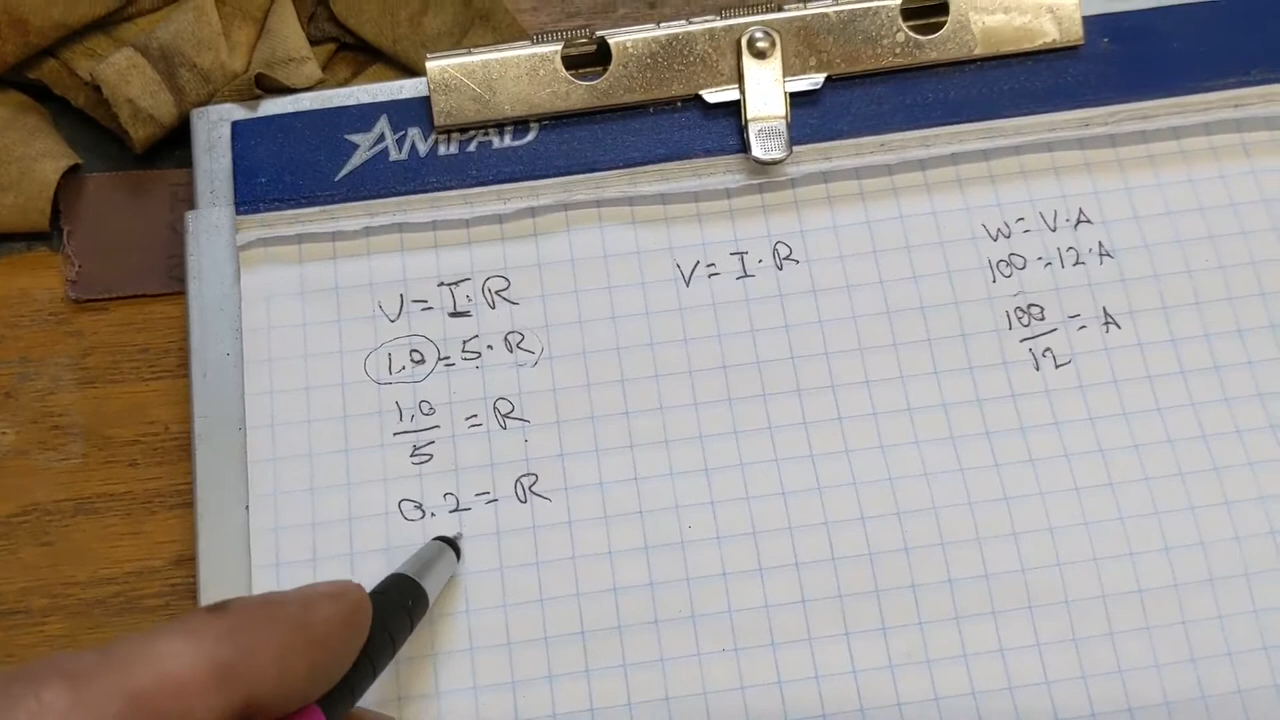 AMPAD
V = I · R
1.0 = 5 · R
1.0
5
= R
0.2 = R
V = I · R
W = V · A
100 = 12 · A
100
12
= A